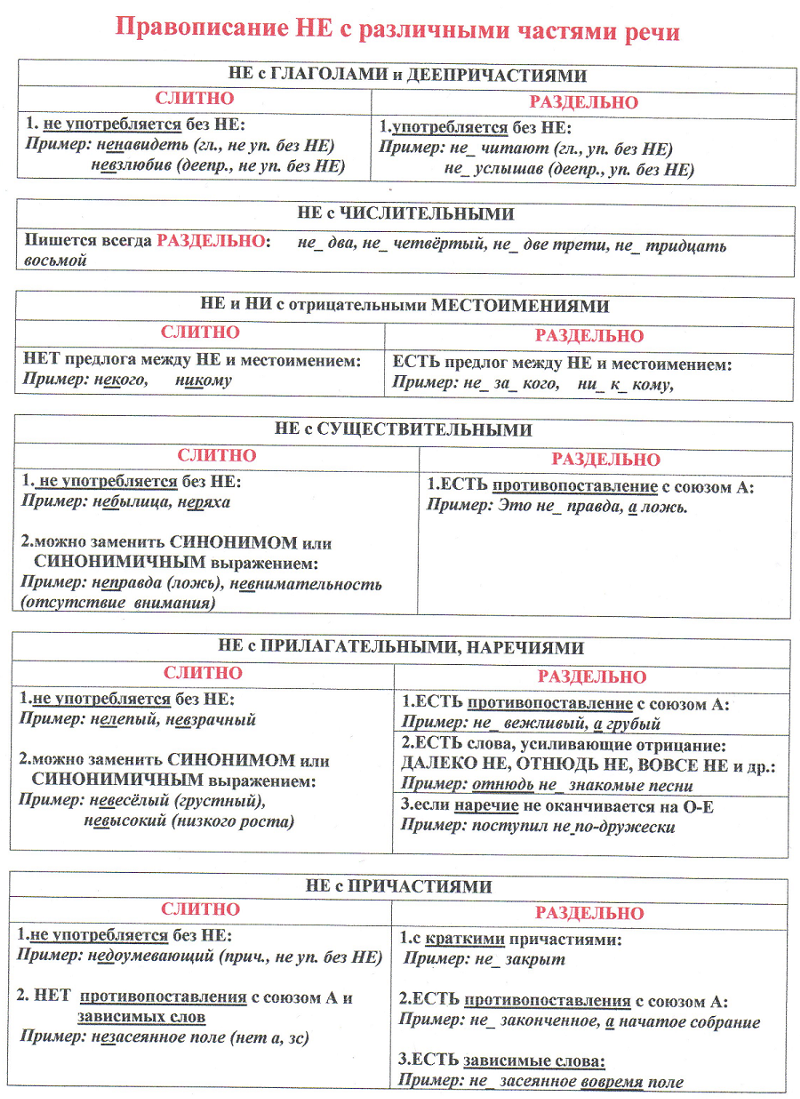 Правописание НЕ с различными частями речи
НЕ с ГЛАГОЛАМИ и ДЕЕПРИЧАСТИЯМИ
СЛИТНО
РАЗДЕЛЬНО
1. не употребляется без НЕ:
Пример: ненавидеть (гл., не уп. без НЕ)
невзлюбив (деепр., не уп. без НЕ)
1.употребляется без НЕ:
Пример: не_ читают (гл., уп. без НЕ)
не_ услышав (деепр., уп. без НЕ)
НЕ с ЧИСЛИТЕЛЬНЫМИ
Пишется всегда РАЗДЕЛЬНО: не_ два, не_ четвёртый, не_ две трети, не_ тридцать
восьмой
НЕ и НИ с отрицательными МЕСТОИМЕНИЯМИ
СЛИТНО
РАЗДЕЛЬНО
НЕТ предлога между НЕ и местоимением:
Пример: некого, никому
ЕСТЬ предлог между НЕ и местоимением:
Пример: не_ за_ кого, ни_ к_ кому,
НЕ с СУЩЕСТВИТЕЛЬНЫМИ
СЛИТНО
РАЗДЕЛЬНО
1. не употребляется без НЕ:
Пример: небылица, неряха
2.можно заменить СИНОНИМОМ или
СИНОНИМИЧНЫМ выражением:
Пример: неправда (ложь), невнимательность
(отсутствие внимания)
1.ЕСТЬ противопоставление с союзом А:
Пример: Это не_ правда, а ложь.
НЕ с ПРИЛАГАТЕЛЬНЫМИ, НАРЕЧИЯМИ
СЛИТНО
РАЗДЕЛЬНО
1.не употребляется без НЕ:
Пример: нелепый, невзрачный
2.можно заменить СИНОНИМОМ или
СИНОНИМИЧНЫМ выражением:
Пример: невесёлый (грустный),
невысокий (низкого роста)
1.ЕСТЬ противопоставление с союзом А:
Пример: не_ вежливый, а грубый
2.ЕСТЬ слова, усиливающие отрицание:
ДАЛЕКО НЕ, ОТНЮДЬ НЕ, ВОВСЕ НЕ и др.:
Пример: отнюдь не_ знакомые песни
3.если наречие не оканчивается на О-Е
Пример: поступил не_по-дружески
НЕ с ПРИЧАСТИЯМИ
СЛИТНО
РАЗДЕЛЬНО
1.не употребляется без НЕ:
Пример: недоумевающий (прич., не уп. без НЕ)
2. НЕТ противопоставления с союзом А и
зависимых слов
Пример: незасеянное поле (нет а, зс)
1.с краткими причастиями:
Пример: не_ закрыт
2.ЕСТЬ противопоставления с союзом А:
Пример: не_ законченное, а начатое собрание
3.ЕСТЬ зависимые слова:
Пример: не_ засеянное вовремя поле